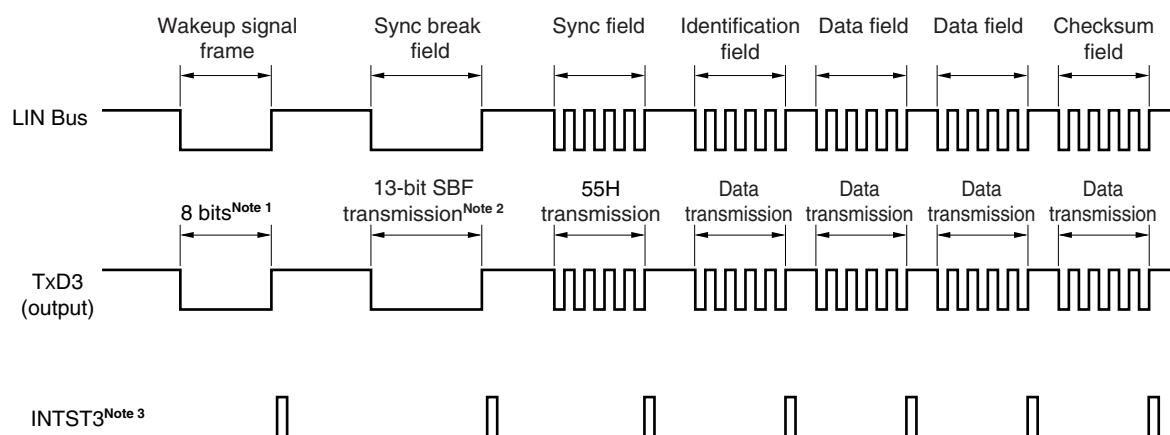 Wakeup signal frame
Sync break field
Sync field
Identification field
Data field
Data field
Checksum field
LIN Bus
8 bitsNote 1
13-bit SBF transmissionNote 2
55H transmission
Data transmission
Data transmission
Data transmission
Data transmission
TxD3 (output)
INTST3Note 3